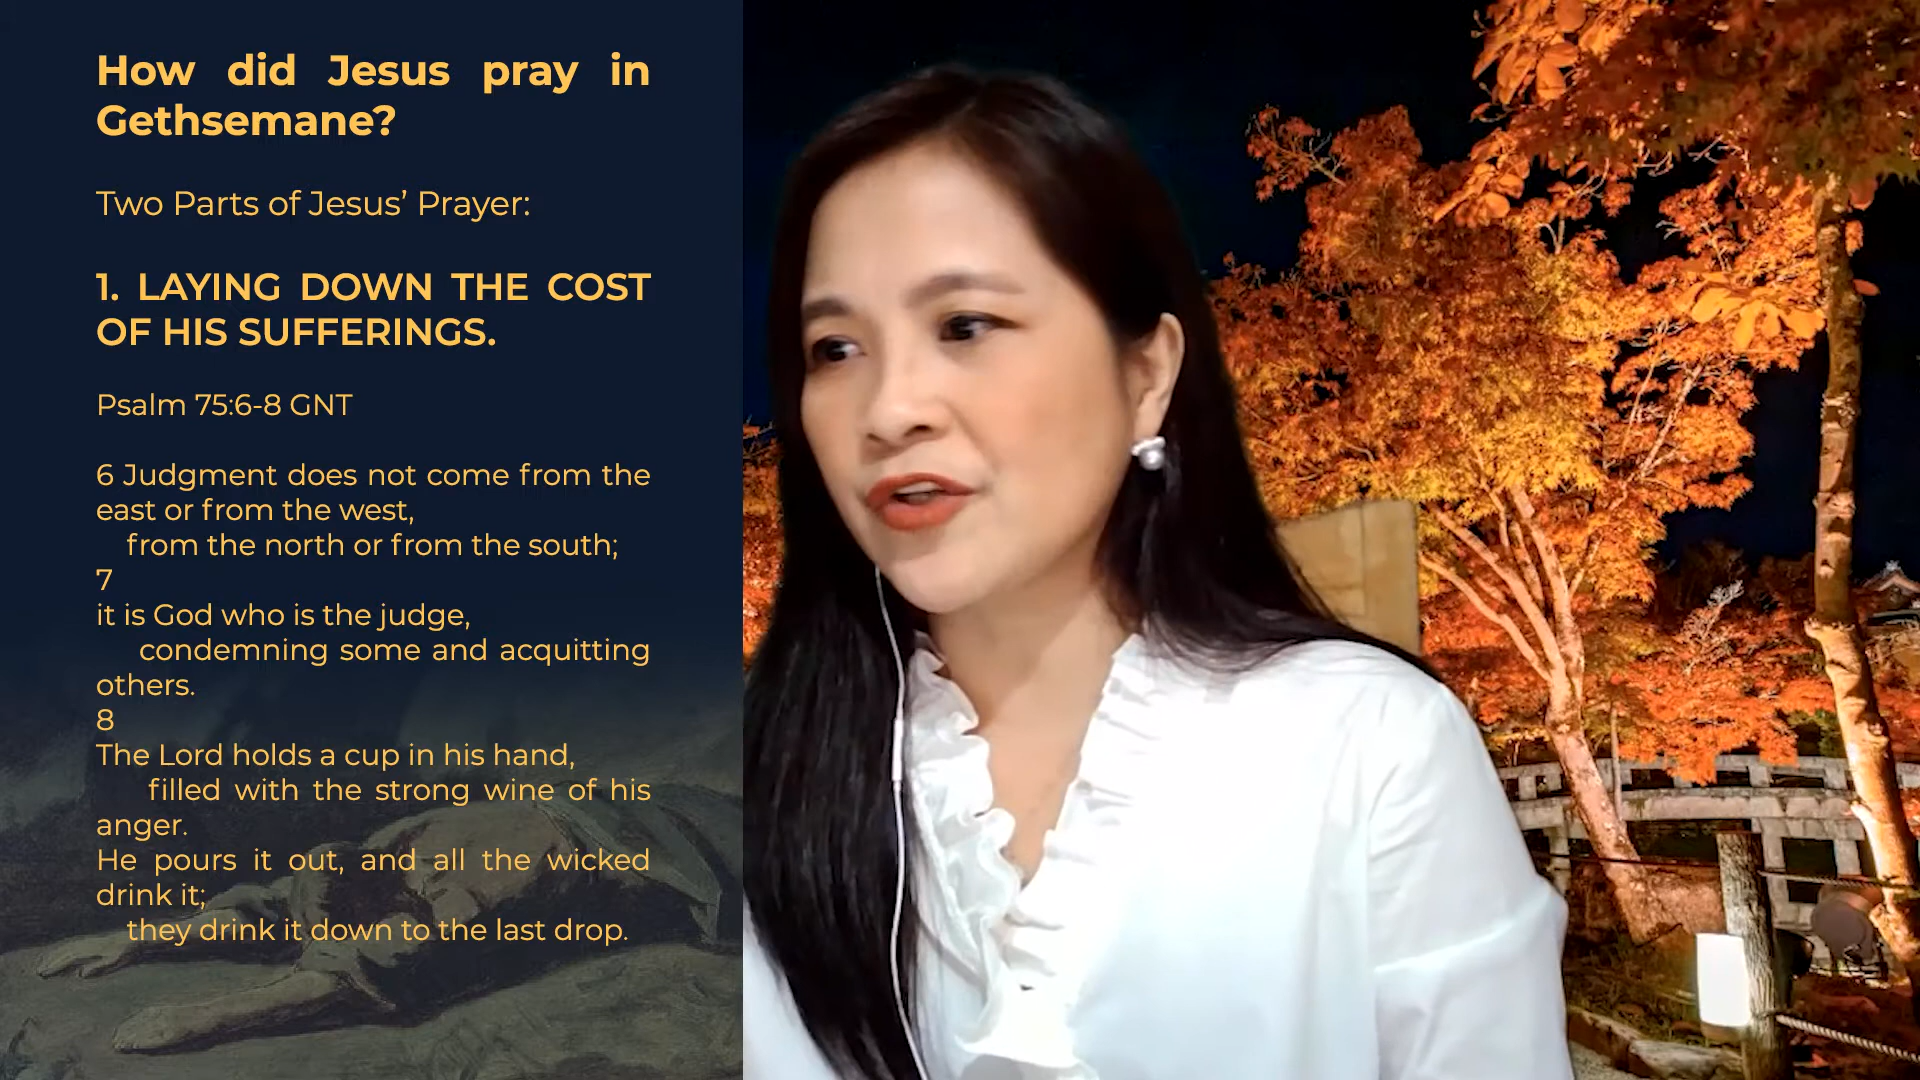 How did Jesus pray in
Gethsemane?
Two Parts of Jesus’ Prayer:
1. LAYING DOWN THE COST
OF HIS SUFFERINGS.
Psalm 75:6-8 GNT
6 Judgment does not come from the
east or from the west,
from the north or from the south;
7
it is God who is the judge,
condemning some and acquitting
others.
8
The Lord holds a cup in his hand,
filled with the strong wine of his
anger.
He pours it out, and all the wicked
drink it;
they drink it down to the last drop.